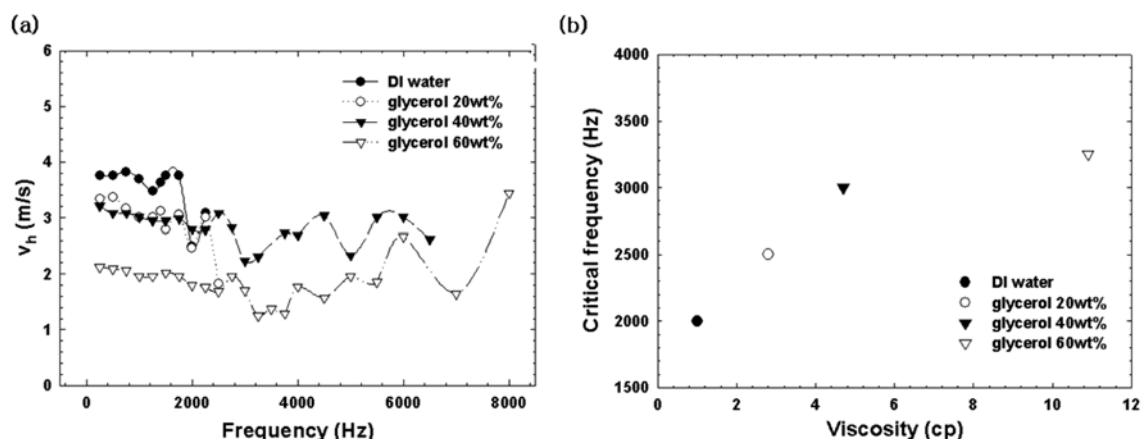 (a)
6
5
4
3
2
1
0
v_h (m/s)
DI water
glycerol 20wt%
glycerol 40wt%
glycerol 60wt%
0 2000 4000 6000 8000
Frequency (Hz)
(b)
4000
3500
3000
2500
2000
1500
Critical frequency (Hz)
DI water
glycerol 20wt%
glycerol 40wt%
glycerol 60wt%
0 2 4 6 8 10 12
Viscosity (cp)